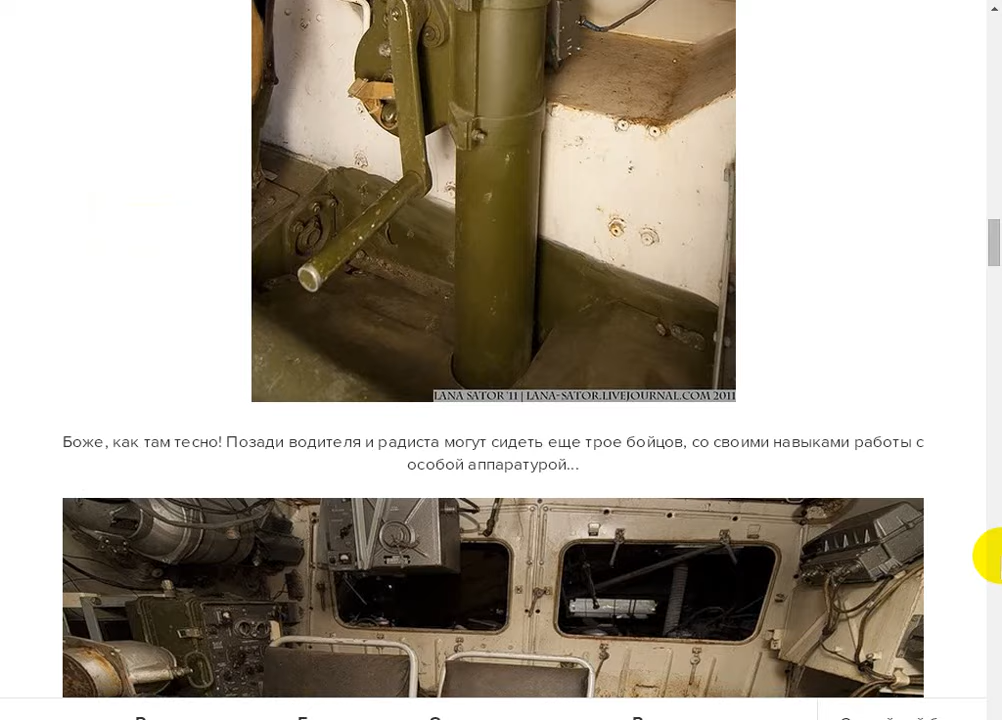 LANA SATOR '11 | LANA-SATOR.LIVEJOURNAL.COM 2011
Боже, как там тесно! Позади водителя и радиста могут сидеть еще трое бойцов, со своими навыками работы с
особой аппаратурой...